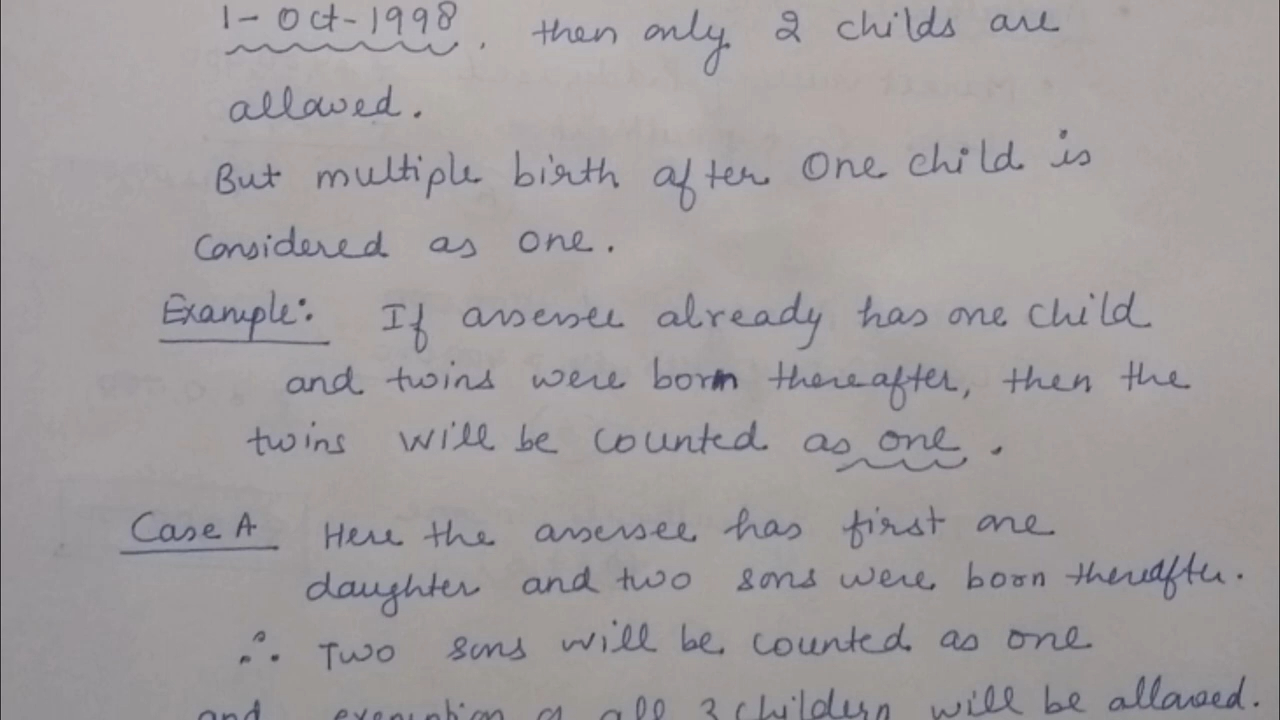 1- Oct-1998, then only 2 childs are
allowed.
But multiple birth after One child is
Considered as one.
Example: If assessee already has one child
and twins were born thereafter, then the
twins will be counted as one.
Case A Here the assessee has first one
daughter and two sons were born thereafter.
∴ Two sons will be counted as one
and exemption of all 3 childern will be allowed.